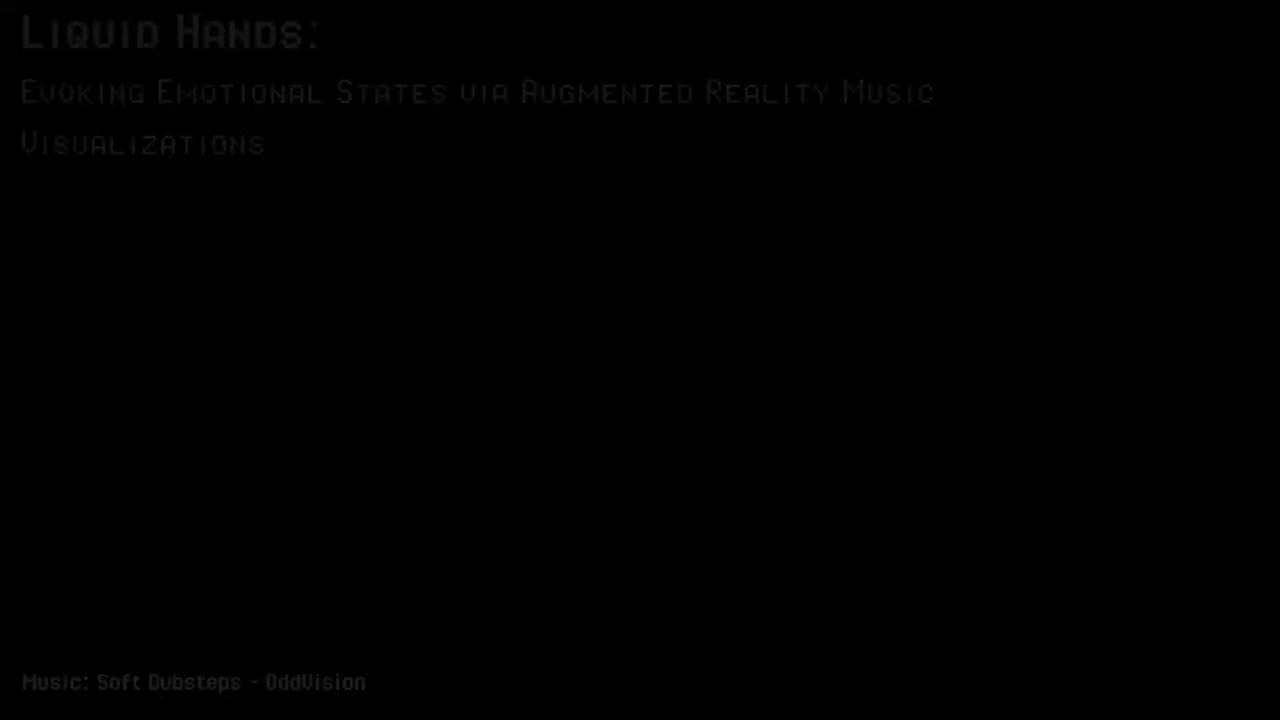 Liquid Hands:
Evoking Emotional States via Augmented Reality Music
Visualizations
Music: Soft Dubsteps - OddVision